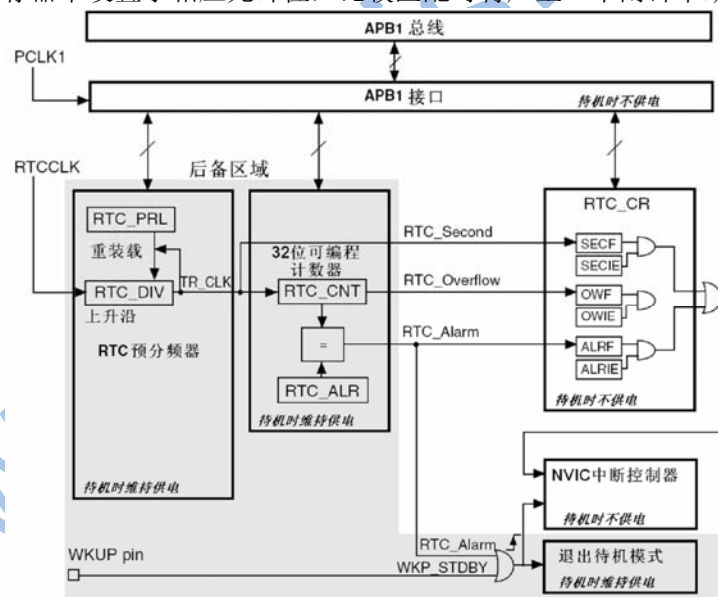 APB1 总线
PCLK1
APB1 接口
待机时不供电
RTCCLK
后备区域
RTC_CR
RTC_PRL
重装载
32位可编程
计数器
RTC_Second
SECF
SECIE
RTC_DIV
TR_CLK
RTC_CNT
RTC_Overflow
OWF
OWIE
上升沿
RTC预分频器
=
RTC_Alarm
ALRF
ALRIE
RTC_ALR
待机时维持供电
待机时不供电
待机时维持供电
NVIC中断控制器
待机时不供电
RTC_Alarm
WKUP pin
WKP_STDBY
退出待机模式
待机时维持供电